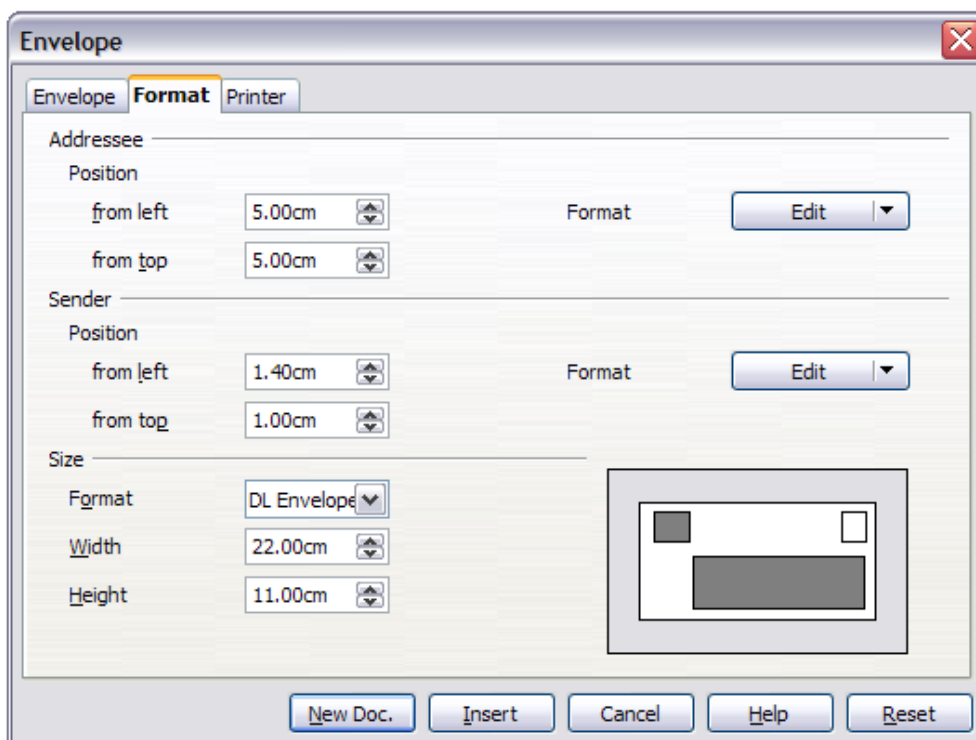 Envelope
Envelope Format Printer
Addressee
Position
from left 5.00cm Format Edit
from top 5.00cm
Sender
Position
from left 1.40cm Format Edit
from top 1.00cm
Size
Format DL Envelope
Width 22.00cm
Height 11.00cm
New Doc. Insert Cancel Help Reset